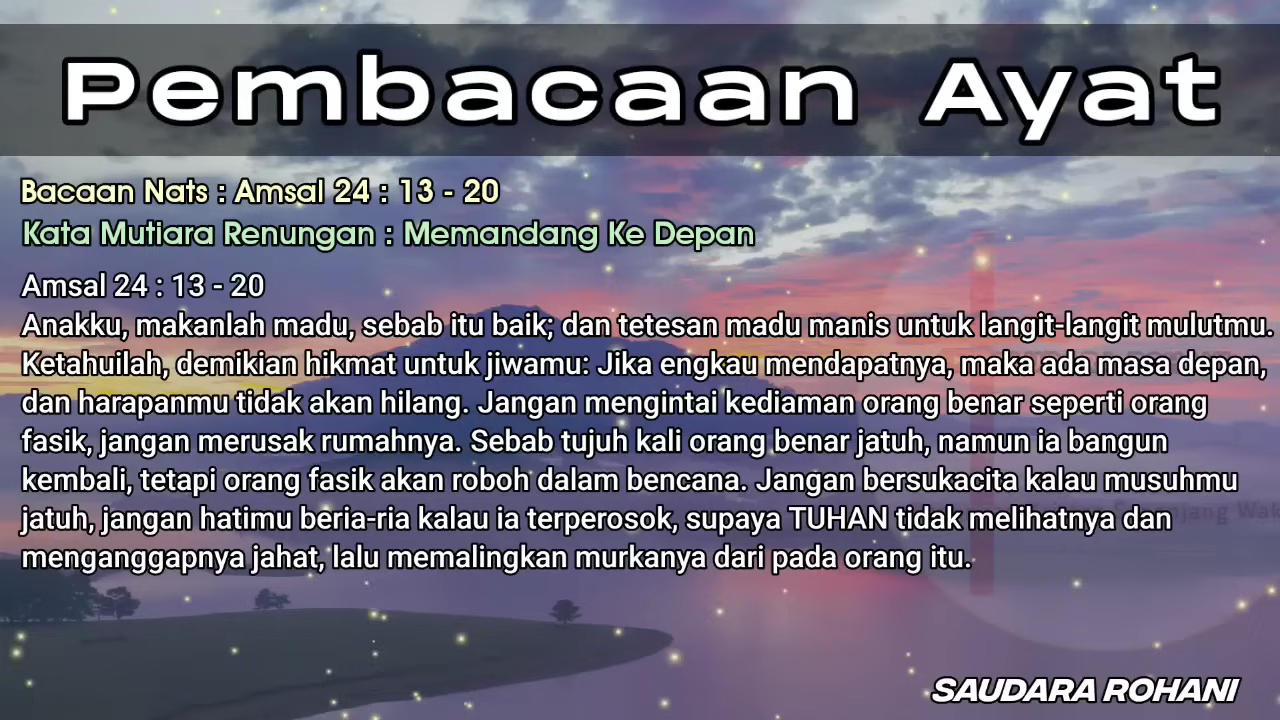 Pembacaan Ayat
Bacaan Nats : Amsal 24 : 13 - 20
Kata Mutiara Renungan : Memandang Ke Depan
Amsal 24 : 13 - 20
Anakku, makanlah madu, sebab itu baik; dan tetesan madu manis untuk langit-langit mulutmu.
Ketahuilah, demikian hikmat untuk jiwamu: Jika engkau mendapatnya, maka ada masa depan,
dan harapanmu tidak akan hilang. Jangan mengintai kediaman orang benar seperti orang
fasik, jangan merusak rumahnya. Sebab tujuh kali orang benar jatuh, namun ia bangun
kembali, tetapi orang fasik akan roboh dalam bencana. Jangan bersukacita kalau musuhmu
jatuh, jangan hatimu beria-ria kalau ia terperosok, supaya TUHAN tidak melihatnya dan
menganggapnya jahat, lalu memalingkan murkanya dari pada orang itu.
SAUDARA ROHANI